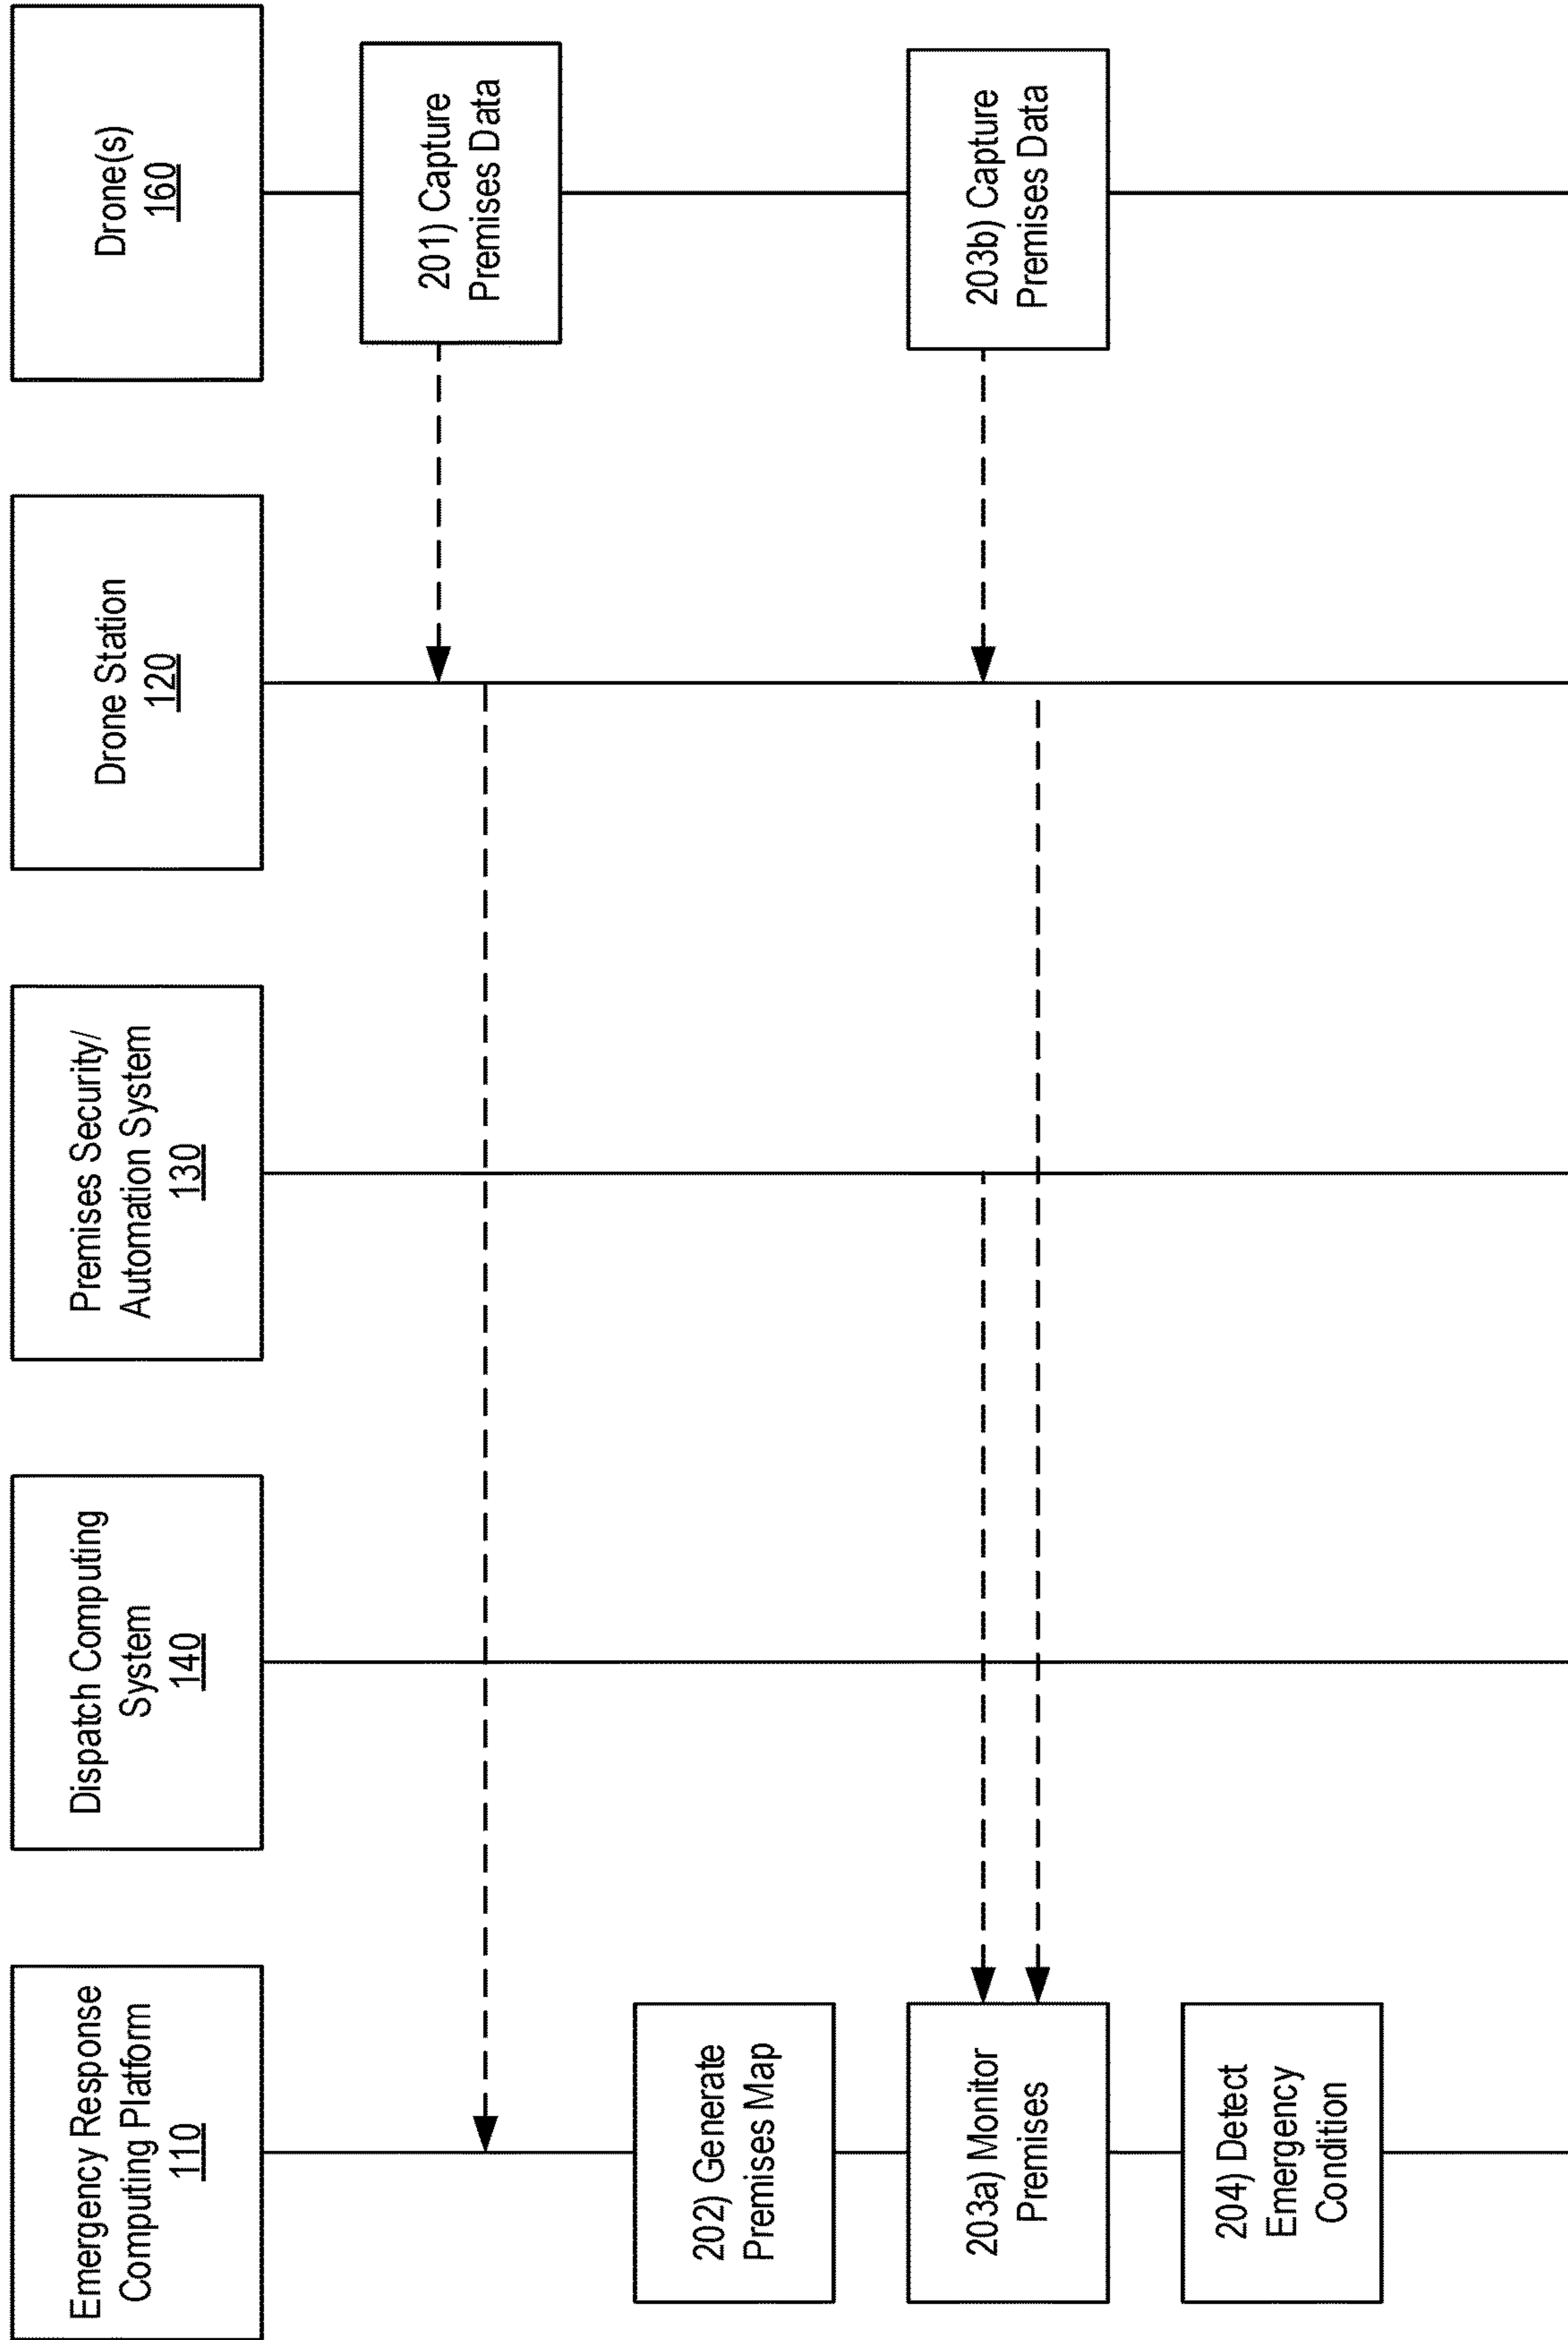 Emergency Response
Computing Platform
110
Dispatch Computing
System
140
Premises Security/
Automation System
130
Drone Station
120
Drone(s)
160
201) Capture
Premises Data
202) Generate
Premises Map
203a) Monitor
Premises
203b) Capture
Premises Data
204) Detect
Emergency
Condition